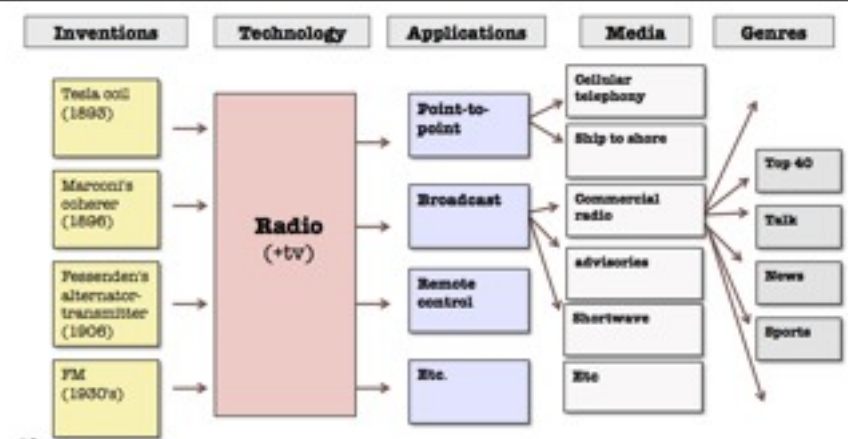 Inventions
Technology
Applications
Media
Genres
Tesla coil
(1893)
Marconi's
coherer
(1896)
Fessenden's
alternator-
transmitter
(1906)
FM
(1930's)
Radio
(+tv)
Point-to-
point
Broadcast
Remote
control
Etc.
Cellular
telephony
Ship to shore
Commercial
radio
advisories
Shortwave
Etc
Top 40
Talk
News
Sports